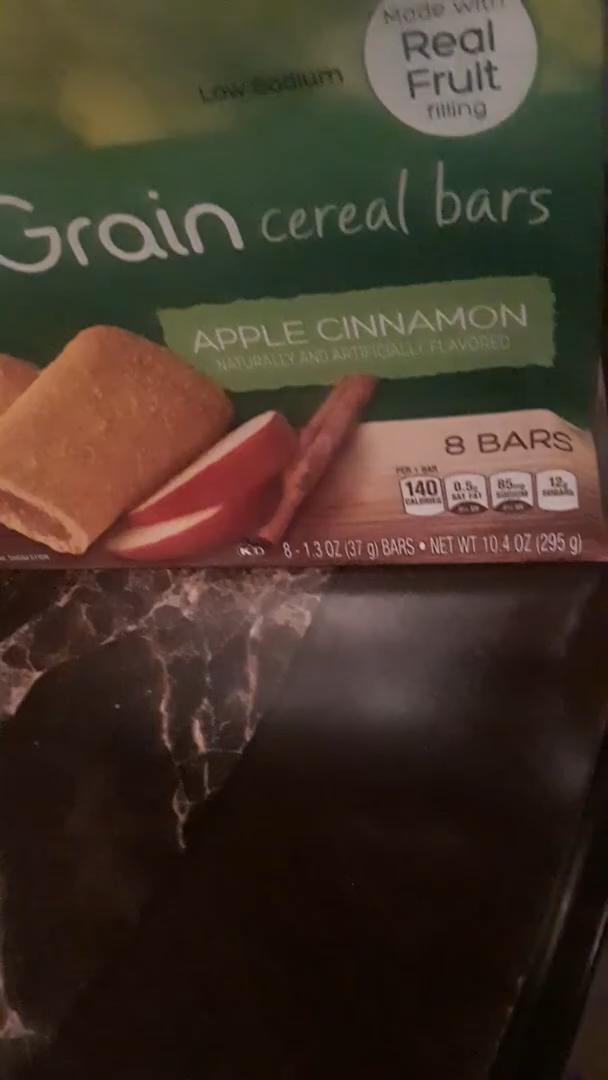 Made with
Real
Fruit
filling
Low Sodium
Grain cereal bars
APPLE CINNAMON
NATURALLY AND ARTIFICIALLY FLAVORED
8 BARS
PER 1 BAR
140
CALORIES
0.5g
SAT FAT
85mg
SODIUM
12g
SUGARS
KD 8 - 1.3 OZ (37 g) BARS • NET WT 10.4 OZ (295 g)